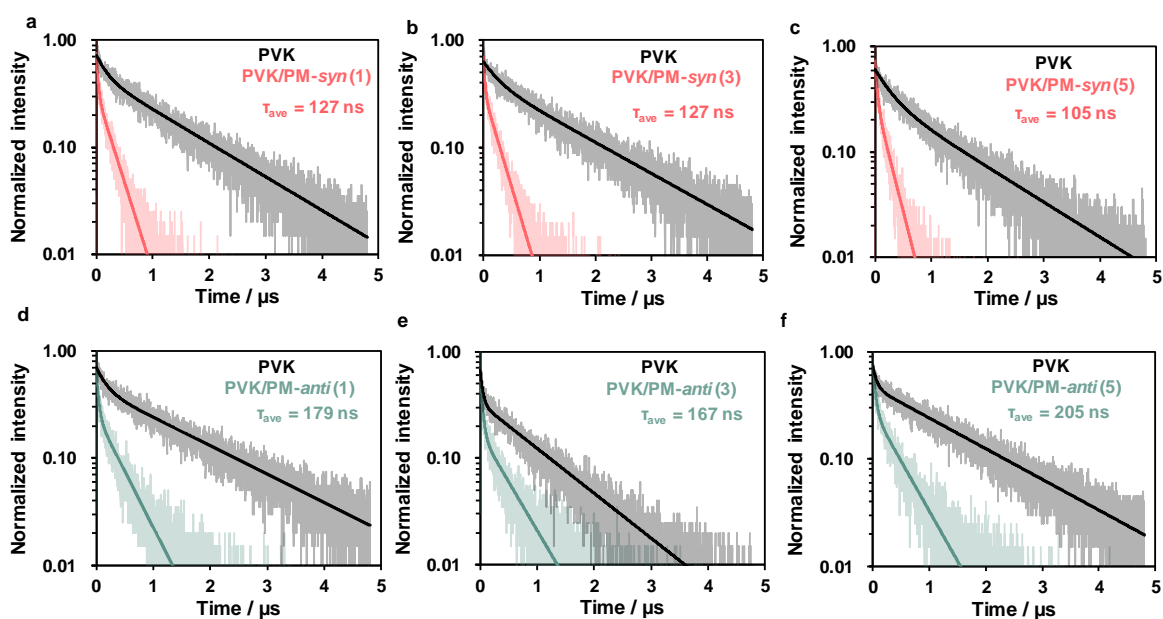 a
Normalized intensity
1.00
0.10
0.01
PVK
PVK/PM-syn(1)
τave = 127 ns
0 1 2 3 4 5
Time / µs
b
Normalized intensity
1.00
0.10
0.01
PVK
PVK/PM-syn(3)
τave = 127 ns
0 1 2 3 4 5
Time / µs
c
Normalized intensity
1.00
0.10
0.01
PVK
PVK/PM-syn(5)
τave = 105 ns
0 1 2 3 4 5
Time / µs
d
Normalized intensity
1.00
0.10
0.01
PVK
PVK/PM-anti(1)
τave = 179 ns
0 1 2 3 4 5
Time / µs
e
Normalized intensity
1.00
0.10
0.01
PVK
PVK/PM-anti(3)
τave = 167 ns
0 1 2 3 4 5
Time / µs
f
Normalized intensity
1.00
0.10
0.01
PVK
PVK/PM-anti(5)
τave = 205 ns
0 1 2 3 4 5
Time / µs